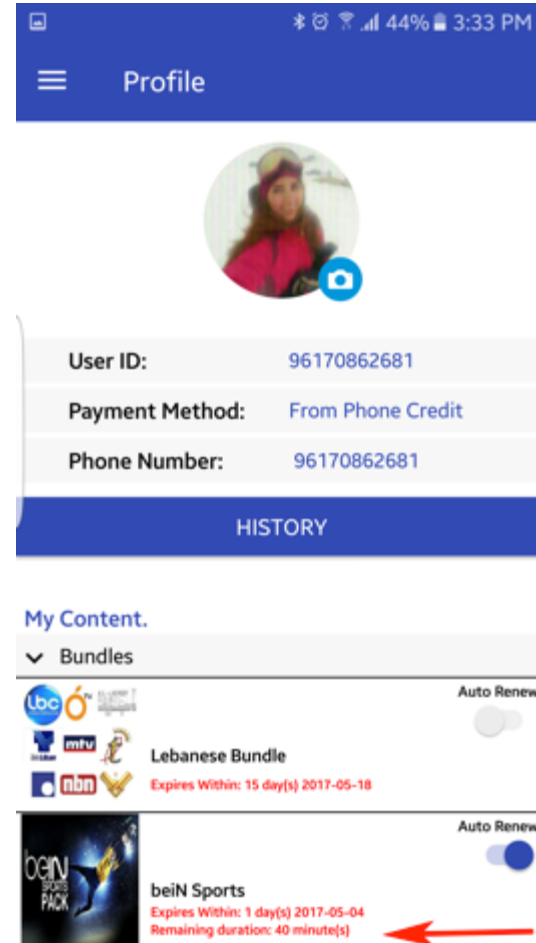 44% 3:33 PM
Profile
User ID: 96170862681
Payment Method: From Phone Credit
Phone Number: 96170862681
HISTORY
My Content.
Bundles
Auto Renew
lbc
mtv
nbn
Lebanese Bundle
Expires Within: 15 day(s) 2017-05-18
Auto Renew
beIN
SPORTS
PACK
beiN Sports
Expires Within: 1 day(s) 2017-05-04
Remaining duration: 40 minute(s)